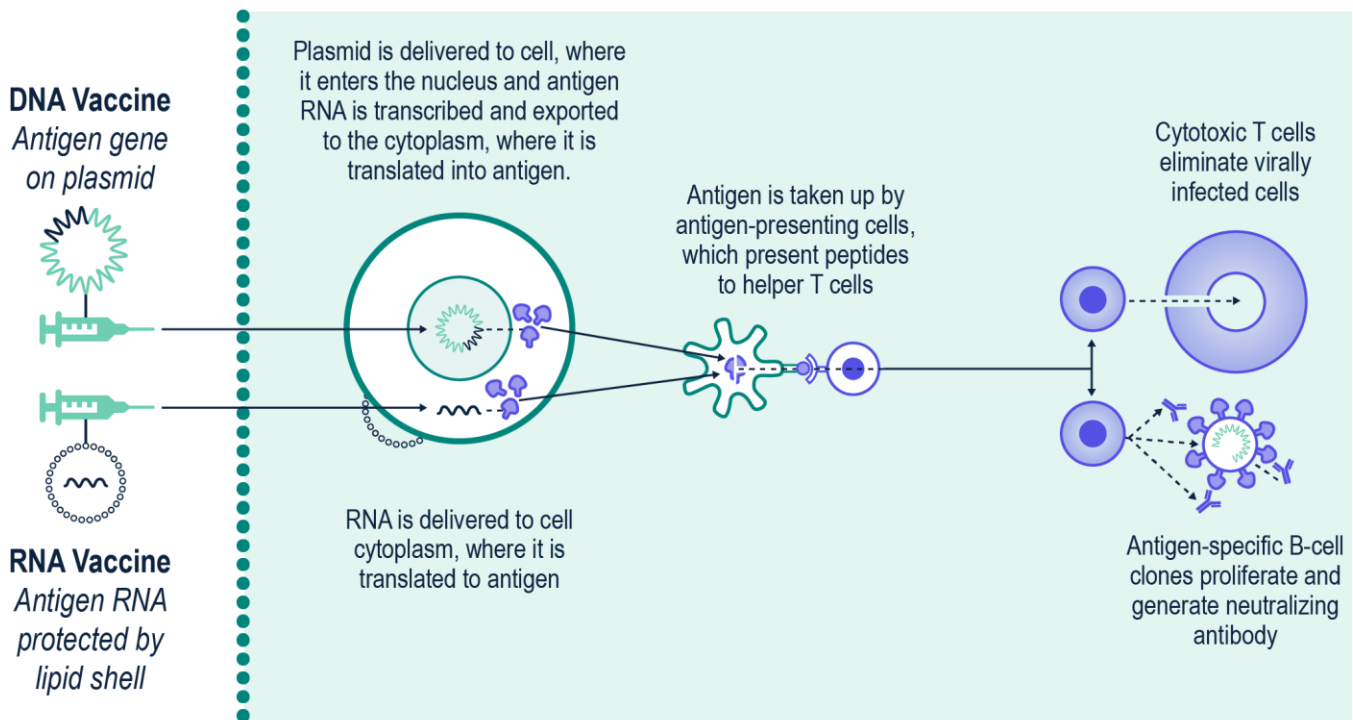 DNA Vaccine
Antigen gene
on plasmid
RNA Vaccine
Antigen RNA
protected by
lipid shell
Plasmid is delivered to cell, where
it enters the nucleus and antigen
RNA is transcribed and exported
to the cytoplasm, where it is
translated into antigen.
RNA is delivered to cell
cytoplasm, where it is
translated to antigen
Antigen is taken up by
antigen-presenting cells,
which present peptides
to helper T cells
Cytotoxic T cells
eliminate virally
infected cells
Antigen-specific B-cell
clones proliferate and
generate neutralizing
antibody